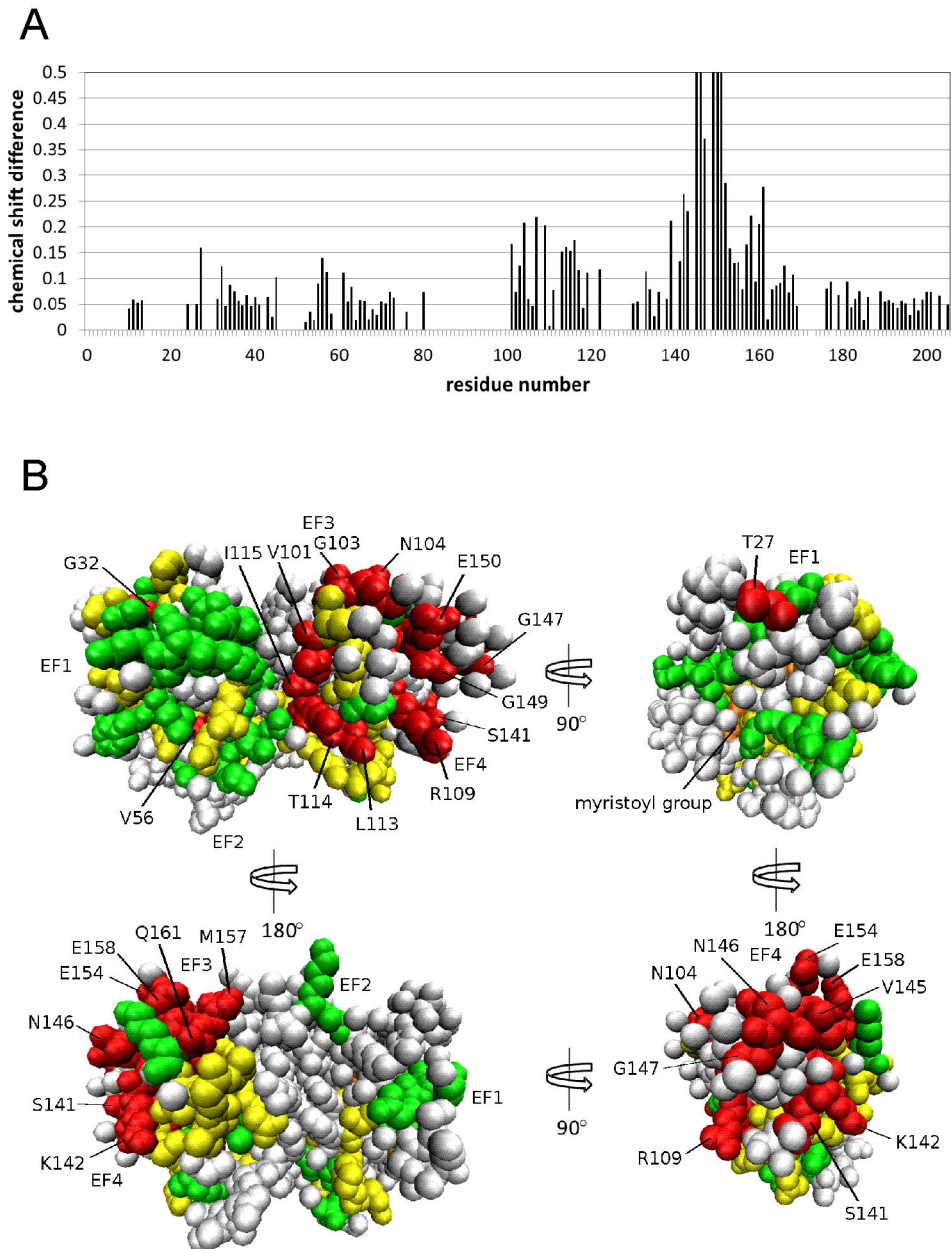 A
chemical shift difference
0.5
0.45
0.4
0.35
0.3
0.25
0.2
0.15
0.1
0.05
0
0 20 40 60 80 100 120 140 160 180 200
residue number
B
G32
I115
V101
EF3
G103
N104
E150
G147
G149
S141
EF4
R109
L113
T114
V56
EF2
EF1
90°
T27
EF1
myristoyl group
180°
180°
E158
E154
Q161
EF3
M157
EF2
N146
S141
K142
EF4
EF1
90°
N104
N146
EF4
E154
E158
V145
G147
R109
K142
S141